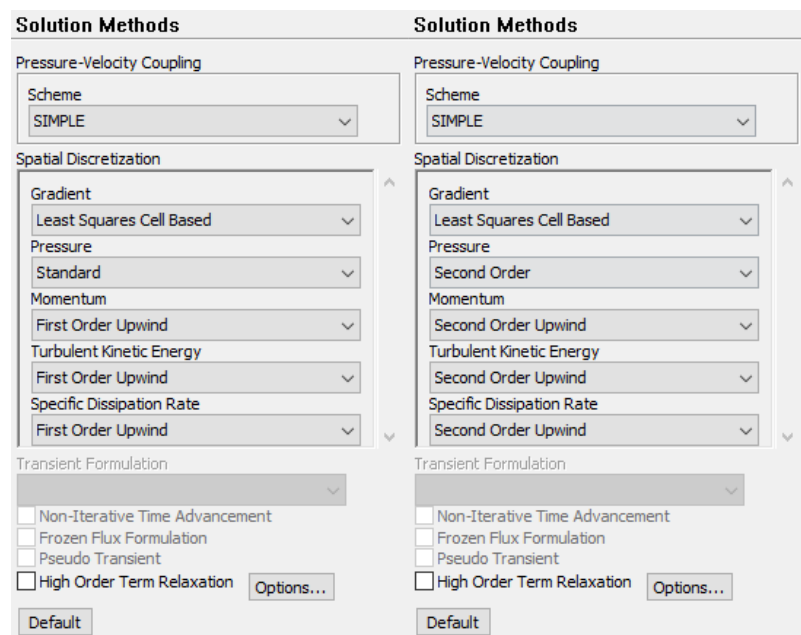 Solution Methods
Pressure-Velocity Coupling
Scheme
SIMPLE
Spatial Discretization
Gradient
Least Squares Cell Based
Pressure
Standard
Momentum
First Order Upwind
Turbulent Kinetic Energy
First Order Upwind
Specific Dissipation Rate
First Order Upwind
Transient Formulation
Non-Iterative Time Advancement
Frozen Flux Formulation
Pseudo Transient
High Order Term Relaxation
Options...
Default
Solution Methods
Pressure-Velocity Coupling
Scheme
SIMPLE
Spatial Discretization
Gradient
Least Squares Cell Based
Pressure
Second Order
Momentum
Second Order Upwind
Turbulent Kinetic Energy
Second Order Upwind
Specific Dissipation Rate
Second Order Upwind
Transient Formulation
Non-Iterative Time Advancement
Frozen Flux Formulation
Pseudo Transient
High Order Term Relaxation
Options...
Default